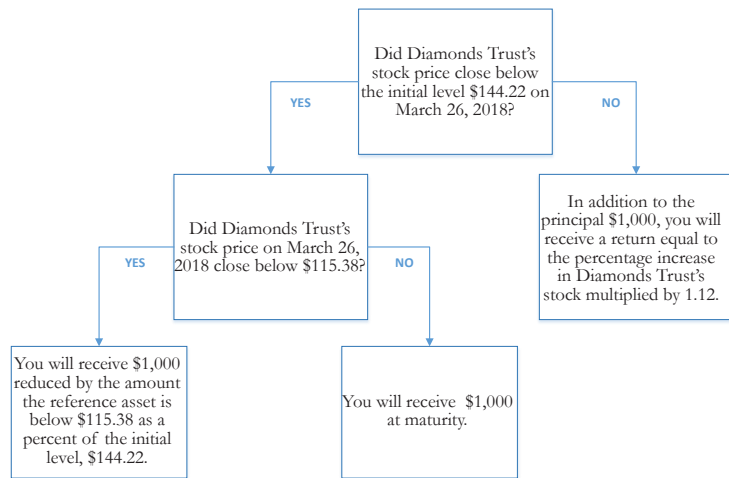 Did Diamonds Trust's
stock price close below
the initial level $144.22 on
March 26, 2018?
YES
NO
Did Diamonds Trust's
stock price on March 26,
2018 close below $115.38?
In addition to the
principal $1,000, you will
receive a return equal to
the percentage increase
in Diamonds Trust's
stock multiplied by 1.12.
YES
NO
You will receive $1,000
reduced by the amount
the reference asset is
below $115.38 as a
percent of the initial
level, $144.22.
You will receive $1,000
at maturity.